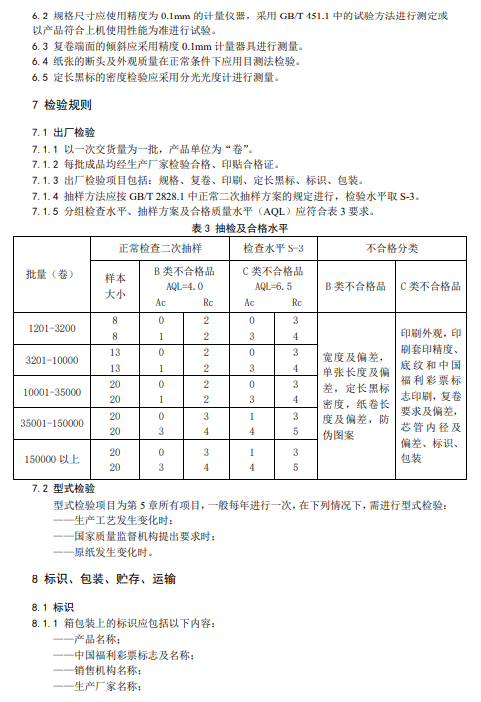 6.2 规格尺寸应使用精度为 0.1mm 的计量仪器，采用 GB/T 451.1 中的试验方法进行测定或
以产品符合上机使用性能为准进行试验。
6.3 复卷端面的倾斜应采用精度 0.1mm 计量器具进行测量。
6.4 纸张的断头及外观质量在正常条件下应用目测法检验。
6.5 定长黑标的密度检验应采用分光光度计进行测量。
7 检验规则
7.1 出厂检验
7.1.1 以一次交货量为一批，产品单位为“卷”。
7.1.2 每批成品均经生产厂家检验合格、印贴合格证。
7.1.3 出厂检验项目包括：规格、复卷、印刷、定长黑标、标识、包装。
7.1.4 抽样方法应按 GB/T 2828.1 中正常二次抽样方案的规定进行，检验水平取 S-3。
7.1.5 分组检查水平、抽样方案及合格质量水平（AQL）应符合表 3 要求。
表 3 抽检及合格水平
批量（卷） 正常检查二次抽样 检查水平 S-3 不合格分类
样本大小 B 类不合格品 AQL=4.0 Ac Rc C 类不合格品 AQL=6.5 Ac Rc B 类不合格品 C 类不合格品
1201-3200 8 0 2 0 3
8 1 2 3 4
3201-10000 13 0 2 0 3
13 1 2 3 4
10001-35000 20 0 2 0 3
20 1 2 3 4
35001-150000 20 0 3 1 3
20 3 4 4 5
150000 以上 20 0 3 1 3
20 3 4 4 5
宽度及偏差，
单张长度及偏
差，定长黑标
密度，纸卷长
度及偏差，防
伪图案
印刷外观，印
刷套印精度、
底纹和中国
福利彩票标
志印刷，复卷
要求及偏差，
芯管内径及
偏差、标识、
包装
7.2 型式检验
型式检验项目为第 5 章所有项目，一般每年进行一次，在下列情况下，需进行型式检验：
——生产工艺发生变化时；
——国家质量监督机构提出要求时；
——原纸发生变化时。
8 标识、包装、贮存、运输
8.1 标识
8.1.1 箱包装上的标识应包括以下内容：
——产品名称；
——中国福利彩票标志及名称；
——销售机构名称；
——生产厂家名称；